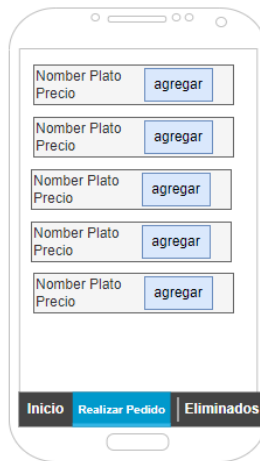 Nomber Plato
Precio
agregar
Nomber Plato
Precio
agregar
Nomber Plato
Precio
agregar
Nomber Plato
Precio
agregar
Nomber Plato
Precio
agregar
Inicio
Realizar Pedido
Eliminados